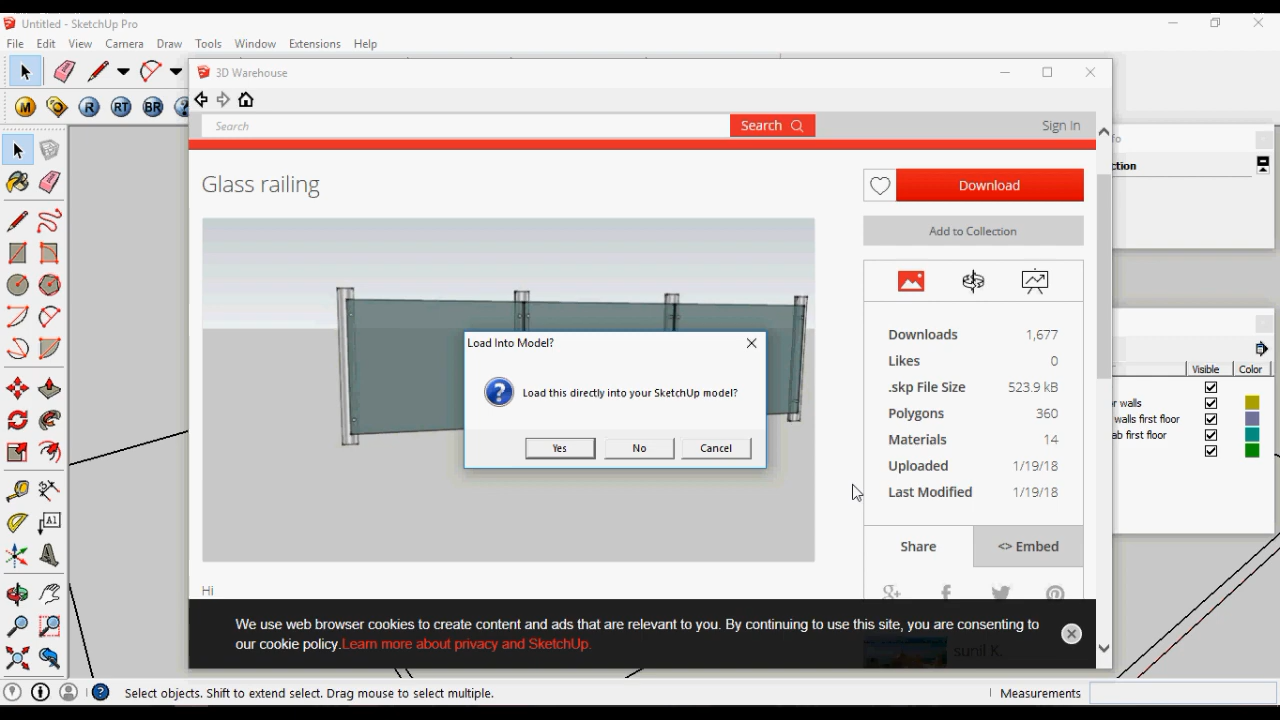 Untitled - SketchUp Pro
File Edit View Camera Draw Tools Window Extensions Help
3D Warehouse
M R RT BR ?
Search Search Sign In
Glass railing
Download
Add to Collection
Downloads 1,677
Likes 0
.skp File Size 523.9 kB
Polygons 360
Materials 14
Uploaded 1/19/18
Last Modified 1/19/18
Share <> Embed
Load Into Model?
Load this directly into your SketchUp model?
Yes No Cancel
Hi
We use web browser cookies to create content and ads that are relevant to you. By continuing to use this site, you are consenting to
our cookie policy.Learn more about privacy and SketchUp.
sunil K.
fo
ction
Visible Color
r walls
walls first floor
ab first floor
A1
Select objects. Shift to extend select. Drag mouse to select multiple.
Measurements